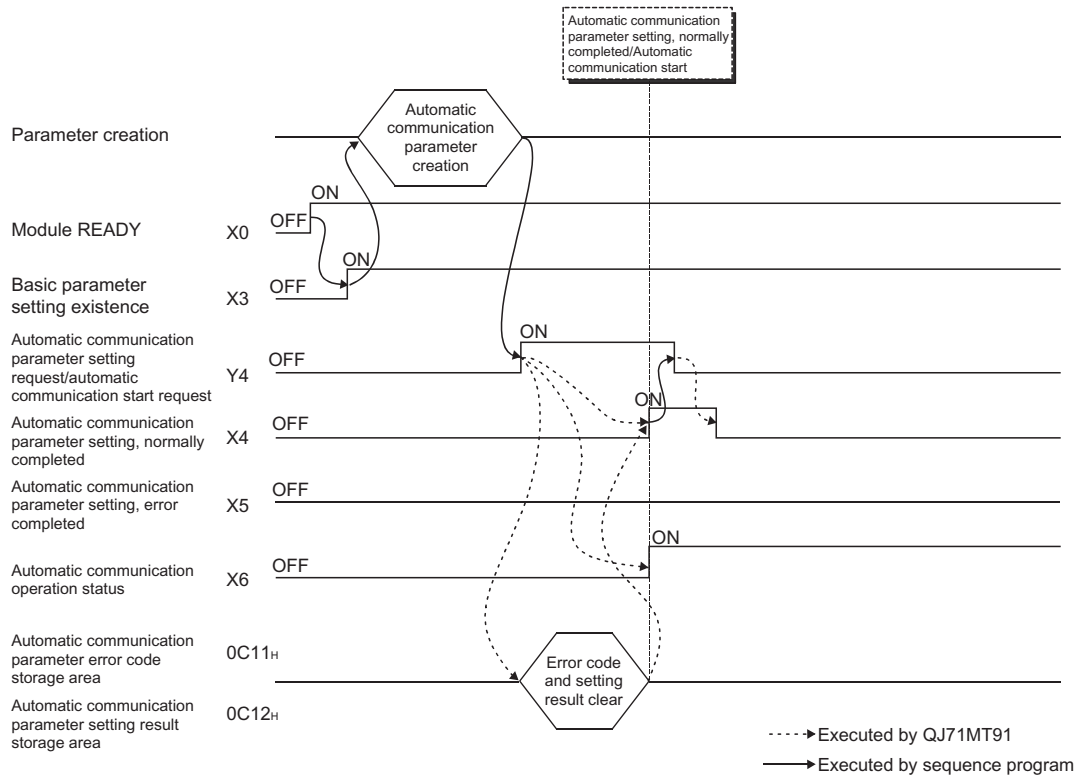 Automatic communication
parameter setting, normally
completed/Automatic
communication start
Parameter creation
Automatic
communication
parameter
creation
Module READY
X0
OFF
ON
Basic parameter
setting existence
X3
OFF
ON
Automatic communication
parameter setting
request/automatic
communication start request
Y4
OFF
ON
Automatic communication
parameter setting, normally
completed
X4
OFF
ON
Automatic communication
parameter setting, error
completed
X5
OFF
Automatic communication
operation status
X6
OFF
ON
Automatic communication
parameter error code
storage area
0C11H
Error code
and setting
result clear
Automatic communication
parameter setting result
storage area
0C12H
Executed by QJ71MT91
Executed by sequence program